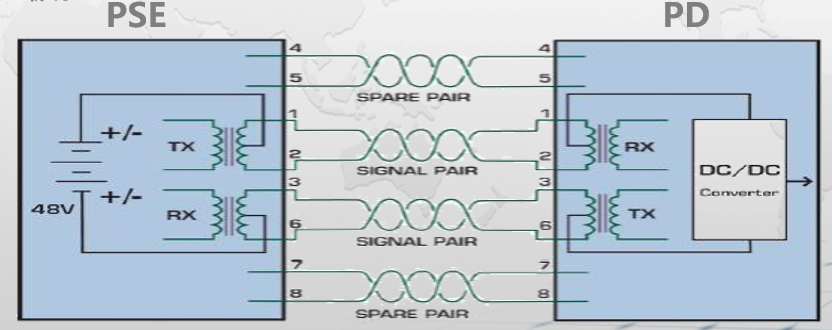 PSE
PD
4
5
SPARE PAIR
4
5
+/-
TX
1
2
SIGNAL PAIR
1
2
RX
DC/DC
Converter
+/-
48V
RX
3
6
SIGNAL PAIR
3
6
TX
7
8
SPARE PAIR
7
8